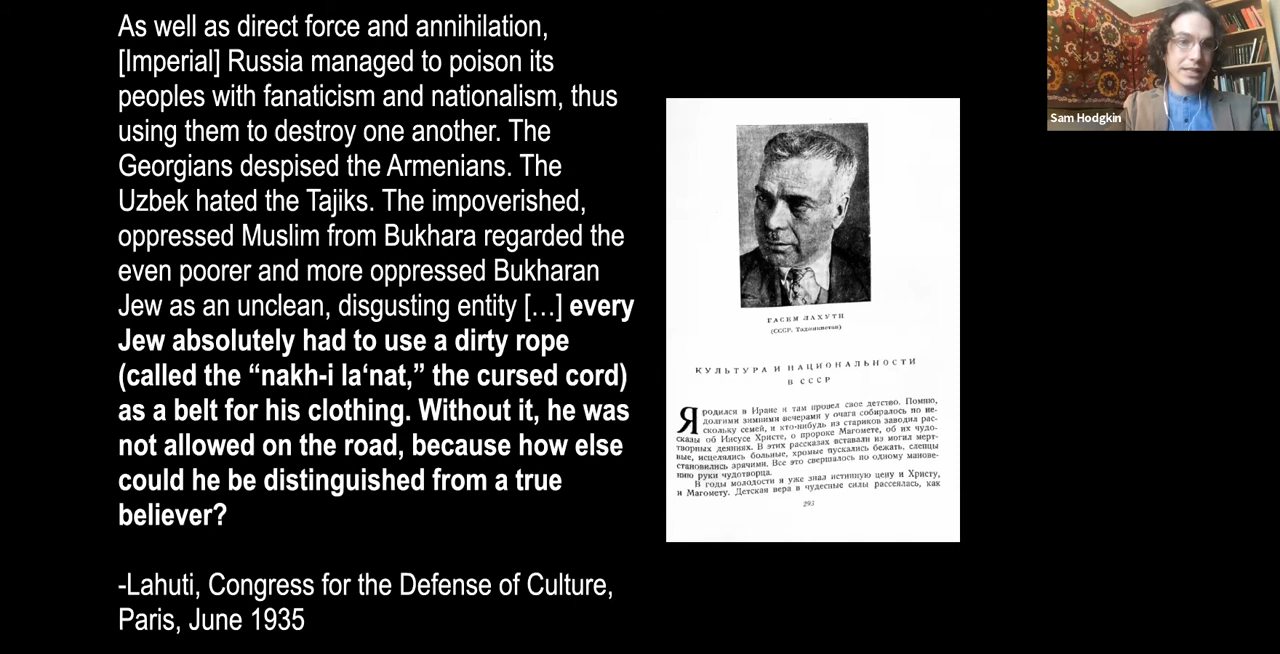 As well as direct force and annihilation,
[Imperial] Russia managed to poison its
peoples with fanaticism and nationalism, thus
using them to destroy one another. The
Georgians despised the Armenians. The
Uzbek hated the Tajiks. The impoverished,
oppressed Muslim from Bukhara regarded the
even poorer and more oppressed Bukharan
Jew as an unclean, disgusting entity […] every
Jew absolutely had to use a dirty rope
(called the “nakh-i la‘nat,” the cursed cord)
as a belt for his clothing. Without it, he was
not allowed on the road, because how else
could he be distinguished from a true
believer?
-Lahuti, Congress for the Defense of Culture,
Paris, June 1935
ГАСЕМ ЛАХУТИ
(СССР. Таджикистан)
КУЛЬТУРА И НАЦИОНАЛЬНОСТИ
В СССР
Я родился в Иране и там провел свое детство. Помню,
долгими зимними вечерами у очага собиралось по не-
скольку семей, и кто-нибудь из стариков заводил рас-
сказы об Иисусе Христе, о пророке Магомете, об их чудо-
творных деяниях. В этих рассказах вставали из могил мерт-
вые, исцелялись больные, хромые пускались бежать, слепцы
становились зрячими. Все это свершалось по одному манове-
нию руки чудотворца.
В годы молодости я уже знал истинную цену и Христу,
и Магомету. Детская вера в чудесные силы рассеялась, как
293
Sam Hodgkin